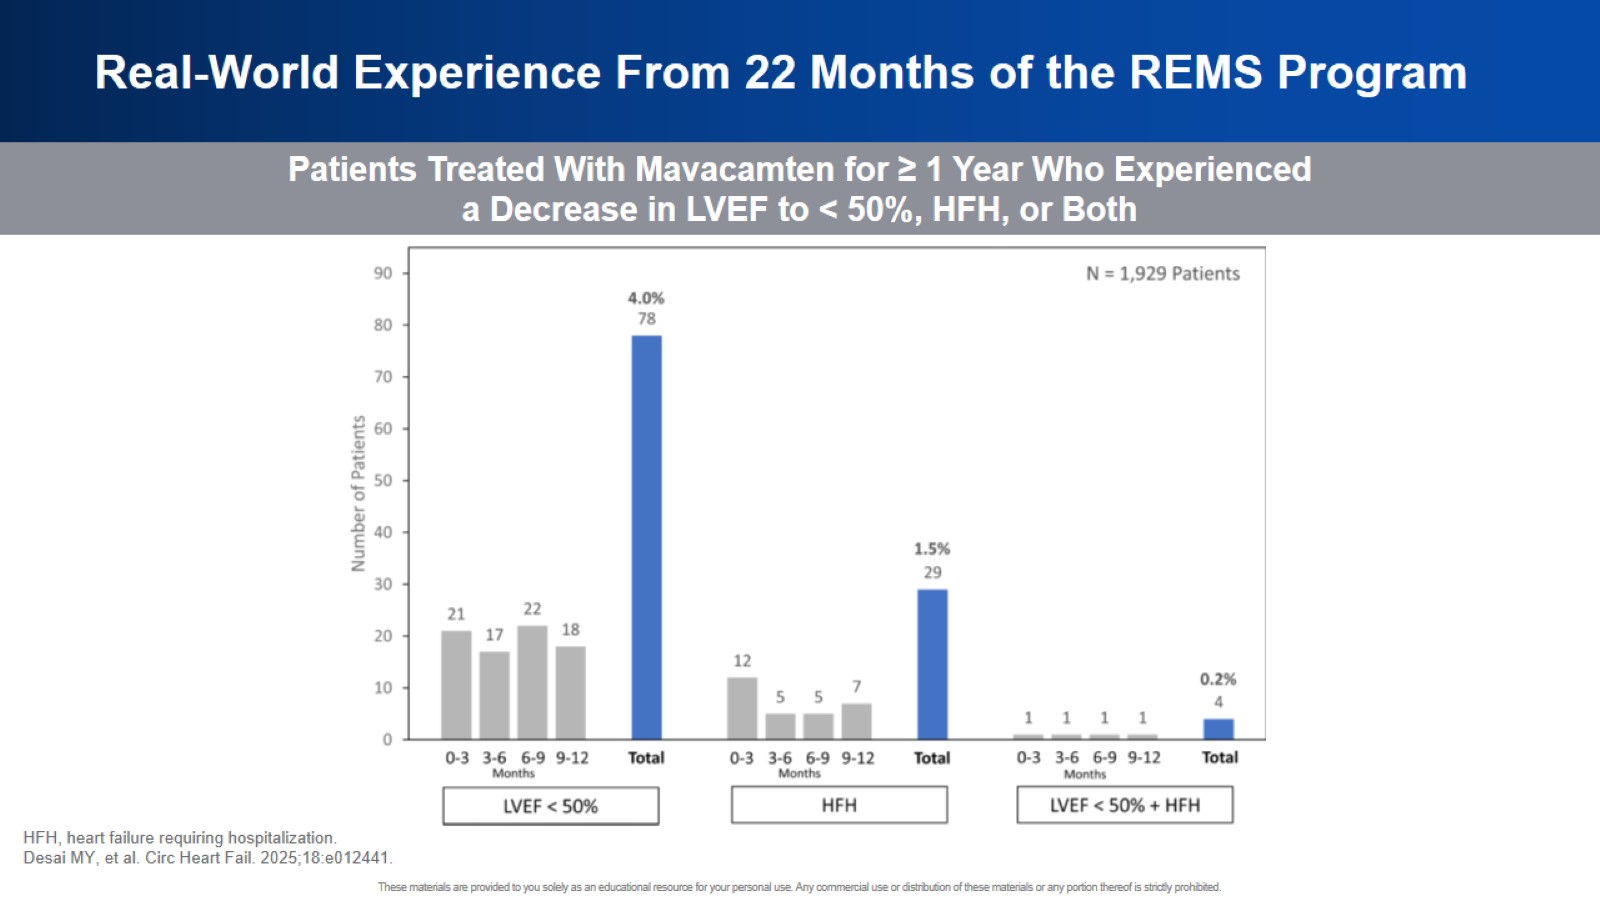 Real-World Experience From 22 Months of the REMS Program
Patients Treated With Mavacamten for ≥ 1 Year Who Experienced
a Decrease in LVEF to < 50%, HFH, or Both
N = 1,929 Patients
Number of Patients
90
80
70
60
50
40
30
20
10
0
21
17
22
18
4.0%
78
12
5
5
7
1.5%
29
1
1
1
1
0.2%
4
0-3 3-6 6-9 9-12 Total
Months
LVEF < 50%
0-3 3-6 6-9 9-12 Total
Months
HFH
0-3 3-6 6-9 9-12 Total
Months
LVEF < 50% + HFH
HFH, heart failure requiring hospitalization.
Desai MY, et al. Circ Heart Fail. 2025;18:e012441.
These materials are provided to you solely as an educational resource for your personal use. Any commercial use or distribution of these materials or any portion thereof is strictly prohibited.